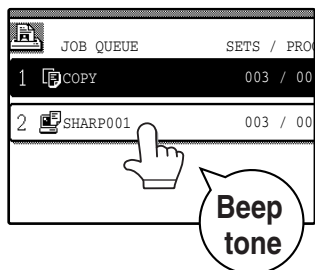 JOB QUEUE SETS / PRO
1 COPY 003 / 00
2 SHARP001 003 / 00
Beep
tone